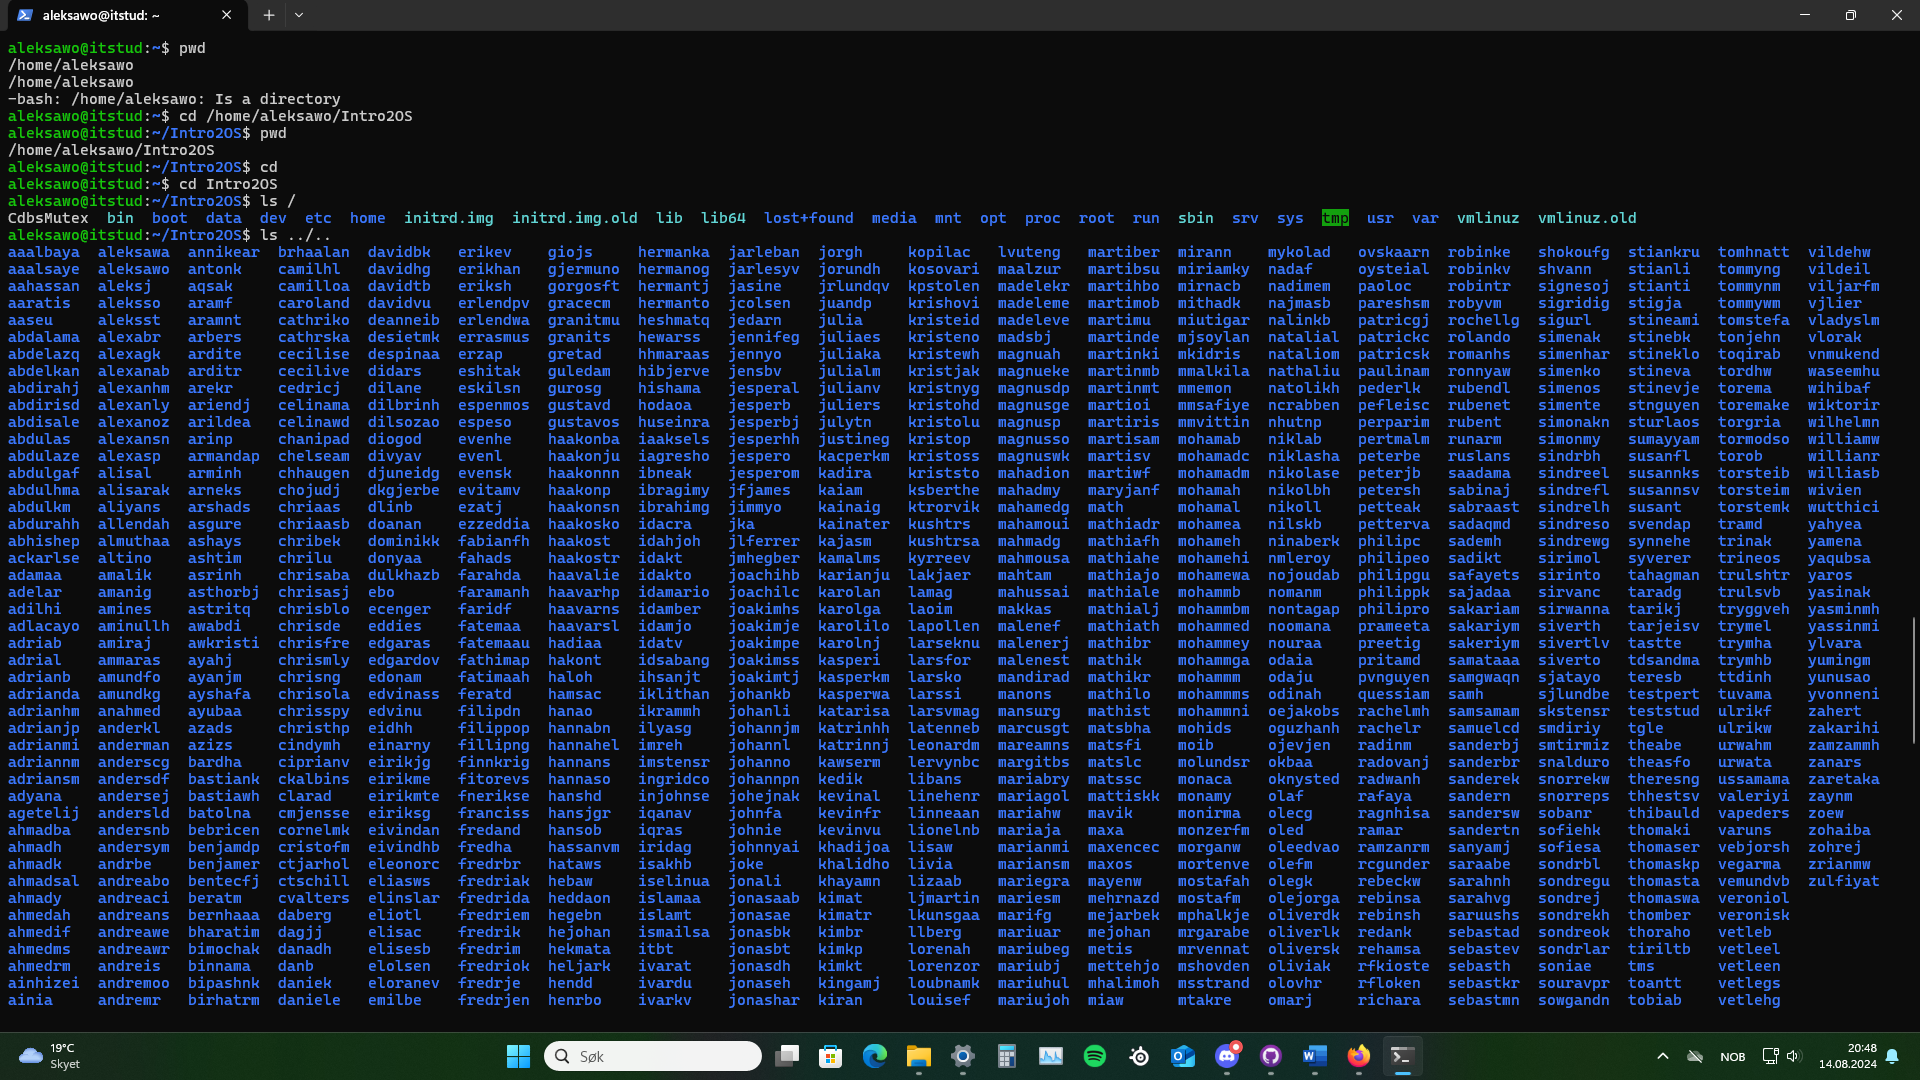 aleksawo@itstud: ~
aleksawo@itstud:~$ pwd
/home/aleksawo
/home/aleksawo
-bash: /home/aleksawo: Is a directory
aleksawo@itstud:~$ cd /home/aleksawo/Intro2OS
aleksawo@itstud:~/Intro2OS$ pwd
/home/aleksawo/Intro2OS
aleksawo@itstud:~/Intro2OS$ cd
aleksawo@itstud:~$ cd Intro2OS
aleksawo@itstud:~/Intro2OS$ ls /
CdbsMutex bin boot data dev etc home initrd.img initrd.img.old lib lib64 lost+found media mnt opt proc root run sbin srv sys tmp usr var vmlinuz vmlinuz.old
aleksawo@itstud:~/Intro2OS$ ls ../..
aaalbaya aleksawa annikear brhaalan davidbk erikev giojs hermanka jarleban jorgh kopilac lvuteng martiber mirann mykolad ovskaarn robinke shokoufg stiankru tomhnatt vildehw
aaalsaye aleksawo antonk camilhl davidhg erikhan gjermuno hermanog jarlesyv jorundh kosovari maalzur martibsu miriamky nadaf oysteial robinkv shvann stianli tommyng vildeil
aahassan aleksj aqsak camilloa davidtb eriksh gorgosft hermantj jasine jrlundqv kpstolen madelekr martihbo mirnacb nadimem paoloc robintr signesoj stianti tommynm viljarfm
aaratis aleksso aramf caroland davidvu erlendpv gracecm hermanto jcolsen juandp krishovi madeleme martimob mithadk najmasb pareshsm robyvm sigridig stigja tommywm vjlier
aaseu aleksst aramnt cathriko deanneib erlendwa granitmu heshmatq jedarn julia kristeid madeleve martimu miutigar nalinkb patricgj rochellg sigurl stineami tomstefa vladyslm
abdalama alexabr arbers cathrska desietmk errasmus granits hewarss jennifeg juliaes kristeno madsbj martinde mjsoylan natalial patrickc rolando simenak stinebk tonjehn vlorak
abdelazq alexagk ardite cecilise despinaa erzap gretad hhmaraas jennyo juliaka kristewh magnuah martinki mkidris nataliom patricsk romanhs simenhar stineklo toqirab vnmukend
abdelkan alexanab arditr cecilive didars eshitak guledam hibjerve jensbv julialm kristjak magnueke martinmb mmalkila nathaliu paulinam ronnyaw simenko stineva tordhw waseemhu
abdirahj alexanhm arekr cedricj dilane eskilsn gurosg hishama jesperal julianv kristnyg magnusdp martinmt mmemon natolikh pederlk rubendl simenos stinevje torema wihibaf
abdirisd alexanly ariendj celinama dilbrinh espenmos gustavd hodaoa jesperb juliers kristohd magnusge martioi mmsafiye ncrabben pefleisc rubenet simente stnguyen toremake wiktorir
abdisale alexanoz arildea celinawd dilsozao espeso gustavos huseinra jesperbj julytn kristolu magnusp martiris mmvittin nhutnp perparim rubent simonakn sturlaos torgria wilhelmn
abdulas alexansn arinp chanipad diogod evenhe haakonba iaaksels jesperhh justineg kristop magnusso martisam mohamab niklab pertmalm runarm simonmy sumayyam tormodso williamw
abdulaze alexasp armandap chelseam divyav evenl haakonju iagresho jespero kacperkm kristoss magnuswk martisv mohamadc niklasha peterbe ruslans sindrbh susanfl torob willianr
abdulgaf alisal arminh chhaugen djuneidg evensk haakonnn ibneak jesperom kadira kriststo mahadion martiwf mohamadm nikolase peterjb saadama sindreel susannks torsteib williasb
abdulhma alisarak arneks chojudj dkgjerbe evitamv haakonp ibragimy jfjames kaiam ksberthe mahadmy maryjanf mohamah nikolbh petersh sabinaj sindrefl susannsv torsteim wivien
abdulkm aliyans arshads chriaas dlinb ezatj haakonsn ibrahimg jimmyo kainaig ktrorvik mahamedg math mohamal nikoll petteak sabraast sindrelh susant torstemk wutthici
abdurahh allendah asgure chriaasb doanan ezzeddia haakosko idacra jka kainater kushtrs mahamoui mathiadr mohamea nilskb petterva sadaqmd sindreso svendap tramd yahyea
abhishep almuthaa ashays chribek dominikk fabianfh haakost idahjoh jlferrer kajasm kushtrsa mahmadg mathiafh mohameh ninaberk philipc sademh sindrewg synnehe trinak yamena
ackarlse altino ashtim chrilu donyaa fahads haakostr idakt jmhegber kamalms kyrreev mahmousa mathiahe mohamehi nmleroy philipeo sadikt sirimol syverer trineos yaqubsa
adamaa amalik asrinh chrisaba dulkhazb farahda haavalie idakto joachihb karianju lakjaer mahtam mathiajo mohamewa nojoudab philipgu safayets sirinto tahagman trulshtr yaros
adelar amanig asthorbj chrisasj ebo faramanh haavarhp idamario joachilc karolan lamag mahussai mathiale mohammb nomanm philippk sajadaa sirvanc taradg trulsvb yasinak
adilhi amines astritq chrisblo ecenger faridf haavarns idamber joakimhs karolga laoim makkas mathialj mohammbm nontagap philipro sakariam sirwanna tarikj tryggveh yasminmh
adlacayo aminullh awabdi chrisde eddies fatemaa haavarsl idamjo joakimje karolilo lapollen malenef mathiath mohammed noomana prameeta sakariym siverth tarjeisv trymel yassinmi
adriab amiraj awkristi chrisfre edgaras fatemaau hadiaa idatv joakimpe karolnj larseknu malenerj mathibr mohammey nouraa preetig sakeriym sivertlv tastte trymha ylvara
adrial ammaras ayahj chrismly edgardov fathimap hakont idsabang joakimss kasperi larsfor malenest mathik mohammga odaia pritamd samataaa siverto tdsandma trymhb yumingm
adrianb amundfo ayanjm chrisng edonam fatimaah haloh ihsanjt joakimtj kasperkm larsko mandirad mathikr mohammm odaju pvnguyen samgwaqn sjatayo teresb ttdinh yunusao
adrianda amundkg ayshafa chrisola edvinass feratd hamsac iklithan johankb kasperwa larssi manons mathilo mohammms odinah quessiam samh sjlundbe testpert tuvama yvonneni
adrianhm anahmed ayubaa chrisspy edvinu filipdn hanao ikrammh johanli katarisa larsvmag mansurg mathist mohammni oejakobs rachelmh samsamam skstensr teststud ulrikf zahert
adrianjp anderkl azads christhp eidhh filippop hannabn ilyasg johannjm katrinhh latenneb marcusgt matsbha mohids oguzhanh rachelr samuelcd smdiriy tgle ulrikw zakarihi
adrianmi anderman azizs cindymh einarny fillipng hannahel imreh johannl katrinnj leonardm mareamns matsfi moib ojevjen radinm sanderbj smtirmiz theabe urwahm zamzammh
adriannm anderscg bardha ciprianv eirikjg finnkrig hannans imstensr johanno kawserm lervynbc margitbs matslc molundsr okbaa radovanj sanderbr snalduro theasfo urwata zanars
adriansm andersdf bastiank ckalbins eirikme fitorevs hannaso ingridco johannpn kedik libans mariabry matssc monaca oknysted radwanh sanderek snorrekw theresng ussamama zaretaka
adyana andersej bastiawh clarad eirikmte fnerikse hanshd injohnse johejnak kevinal linehenr mariagol mattiskk monamy olaf rafaya sandern snorreps thhestsv valeriyi zaynm
agetelij andersld batolna cmjensse eiriksg franciss hansjgr iqanav johnfa kevinfr linneaan mariahw mavik monirma olecg ragnhisa sandersw sobanr thibauld vapeders zoew
ahmadba andersnb bebricen cornelmk eivindan fredand hansob iqras johnie kevinvu lionelnb mariaja maxa monzerfm oled ramar sandertn sofiehk thomaki varuns zohaiba
ahmadh andersym benjamdp cristofm eivindhb fredha hassanvm iridag johnnyai khadijoa lisaw marianmi maxencec morganw oleedvao ramzanrm sanyamj sofiesa thomaser vebjorsh zohrej
ahmadk andrbe benjamer ctjarhol eleonorc fredrbr hataws isakhb joke khalidho livia mariansm maxos mortenve olefm rcgunder saraabe sondrbl thomaskp vegarma zrianmw
ahmadsal andreabo bentecfj ctschill eliasws fredriak hebaw iselinua jonali khayamn lizaab mariegra mayenw mostafah olegk rebeckw sarahnh sondregu thomasta vemundvb zulfiyat
ahmady andreaci beratm cvalters elinslar fredrida heddaon islamaa jonasaab kimat ljmartin mariesm mehrnazd mostafm olejorga rebinsa sarahvg sondrej thomaswa veroniol
ahmedah andreans bernhaaa daberg eliotl fredriem hegebn islamt jonasae kimatr lkunsgaa marifg mejarbek mphalkje oliverdk rebinsh saruushs sondrekh thomber veronisk
ahmedif andreawe bharatim dagjj elisac fredrik hejohan ismailsa jonasbk kimbr llberg mariuar mejohan mrgarabe oliverlk redank sebastad sondreok thoraho vetleb
ahmedms andreawr bimochak danadh elisesb fredrim hekmata itbt jonasbt kimkp lorenah mariubeg metis mrvennat oliversk rehamsa sebastev sondrlar tiriltb vetleel
ahmedrm andreis binnama danb elolsen fredriok heljark ivarat jonasdh kimkt lorenzor mariubj mettehjo mshovden oliviak rfkioste sebasth soniae tms vetleen
ainhizei andremoo bipashnk daniek eloranev fredrje hendd ivardu jonaseh kingamj loubnamk mariuhul mhalimoh msstrand olovhr rfloken sebastkr souravpr toantt vetlegs
ainia andremr birhatrm daniele emilbe fredrjen henrbo ivarkv jonashar kiran louisef mariujoh miaw mtakre omarj richara sebastmn sowgandn tobiab vetlehg
19°C
Skyet
Søk
NOB
20:48
14.08.2024